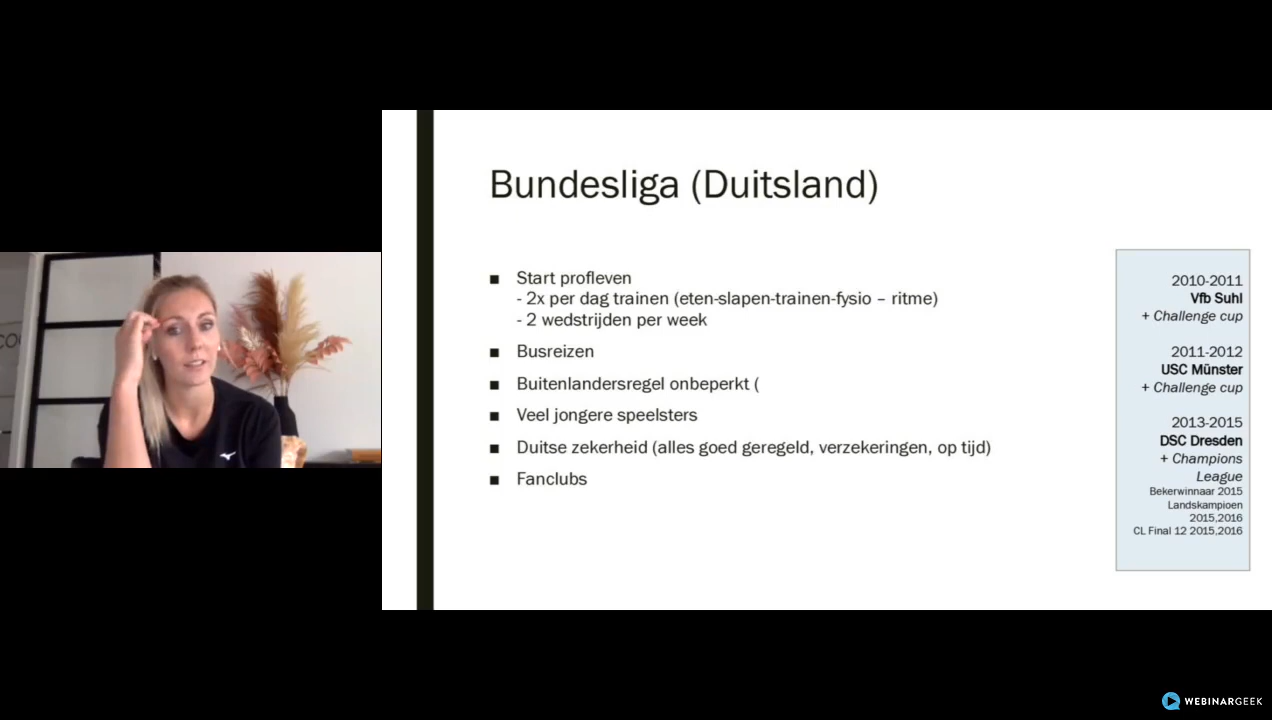 Bundesliga (Duitsland)
■ Start profleven
- 2x per dag trainen (eten-slapen-trainen-fysio – ritme)
- 2 wedstrijden per week
■ Busreizen
■ Buitenlandersregel onbeperkt (
■ Veel jongere speelsters
■ Duitse zekerheid (alles goed geregeld, verzekeringen, op tijd)
■ Fanclubs
2010-2011
Vfb Suhl
+ Challenge cup
2011-2012
USC Münster
+ Challenge cup
2013-2015
DSC Dresden
+ Champions
League
Bekerwinnaar 2015
Landskampioen
2015,2016
CL Final 12 2015,2016
WEBINARGEEK